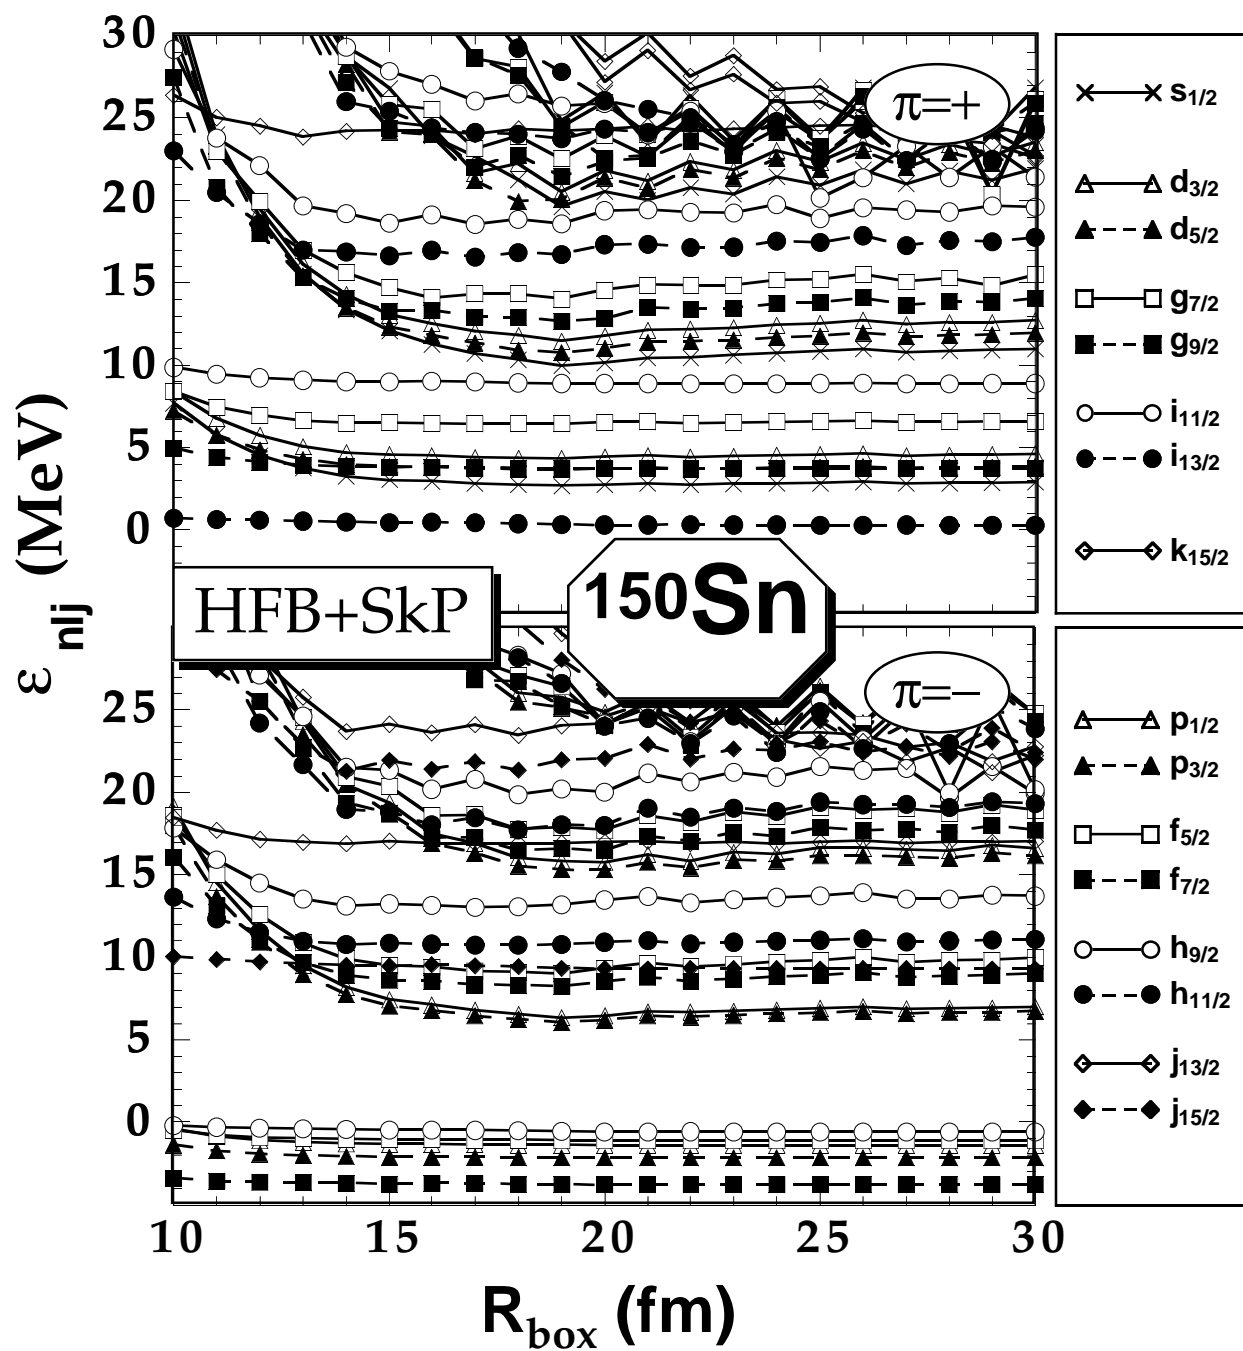 30
25
20
15
10
5
0
π=+
s1/2
d3/2
d5/2
g7/2
g9/2
i11/2
i13/2
k15/2
εnlj (MeV)
HFB+SkP
150Sn
25
20
15
10
5
0
π=−
p1/2
p3/2
f5/2
f7/2
h9/2
h11/2
j13/2
j15/2
10 15 20 25 30
Rbox (fm)